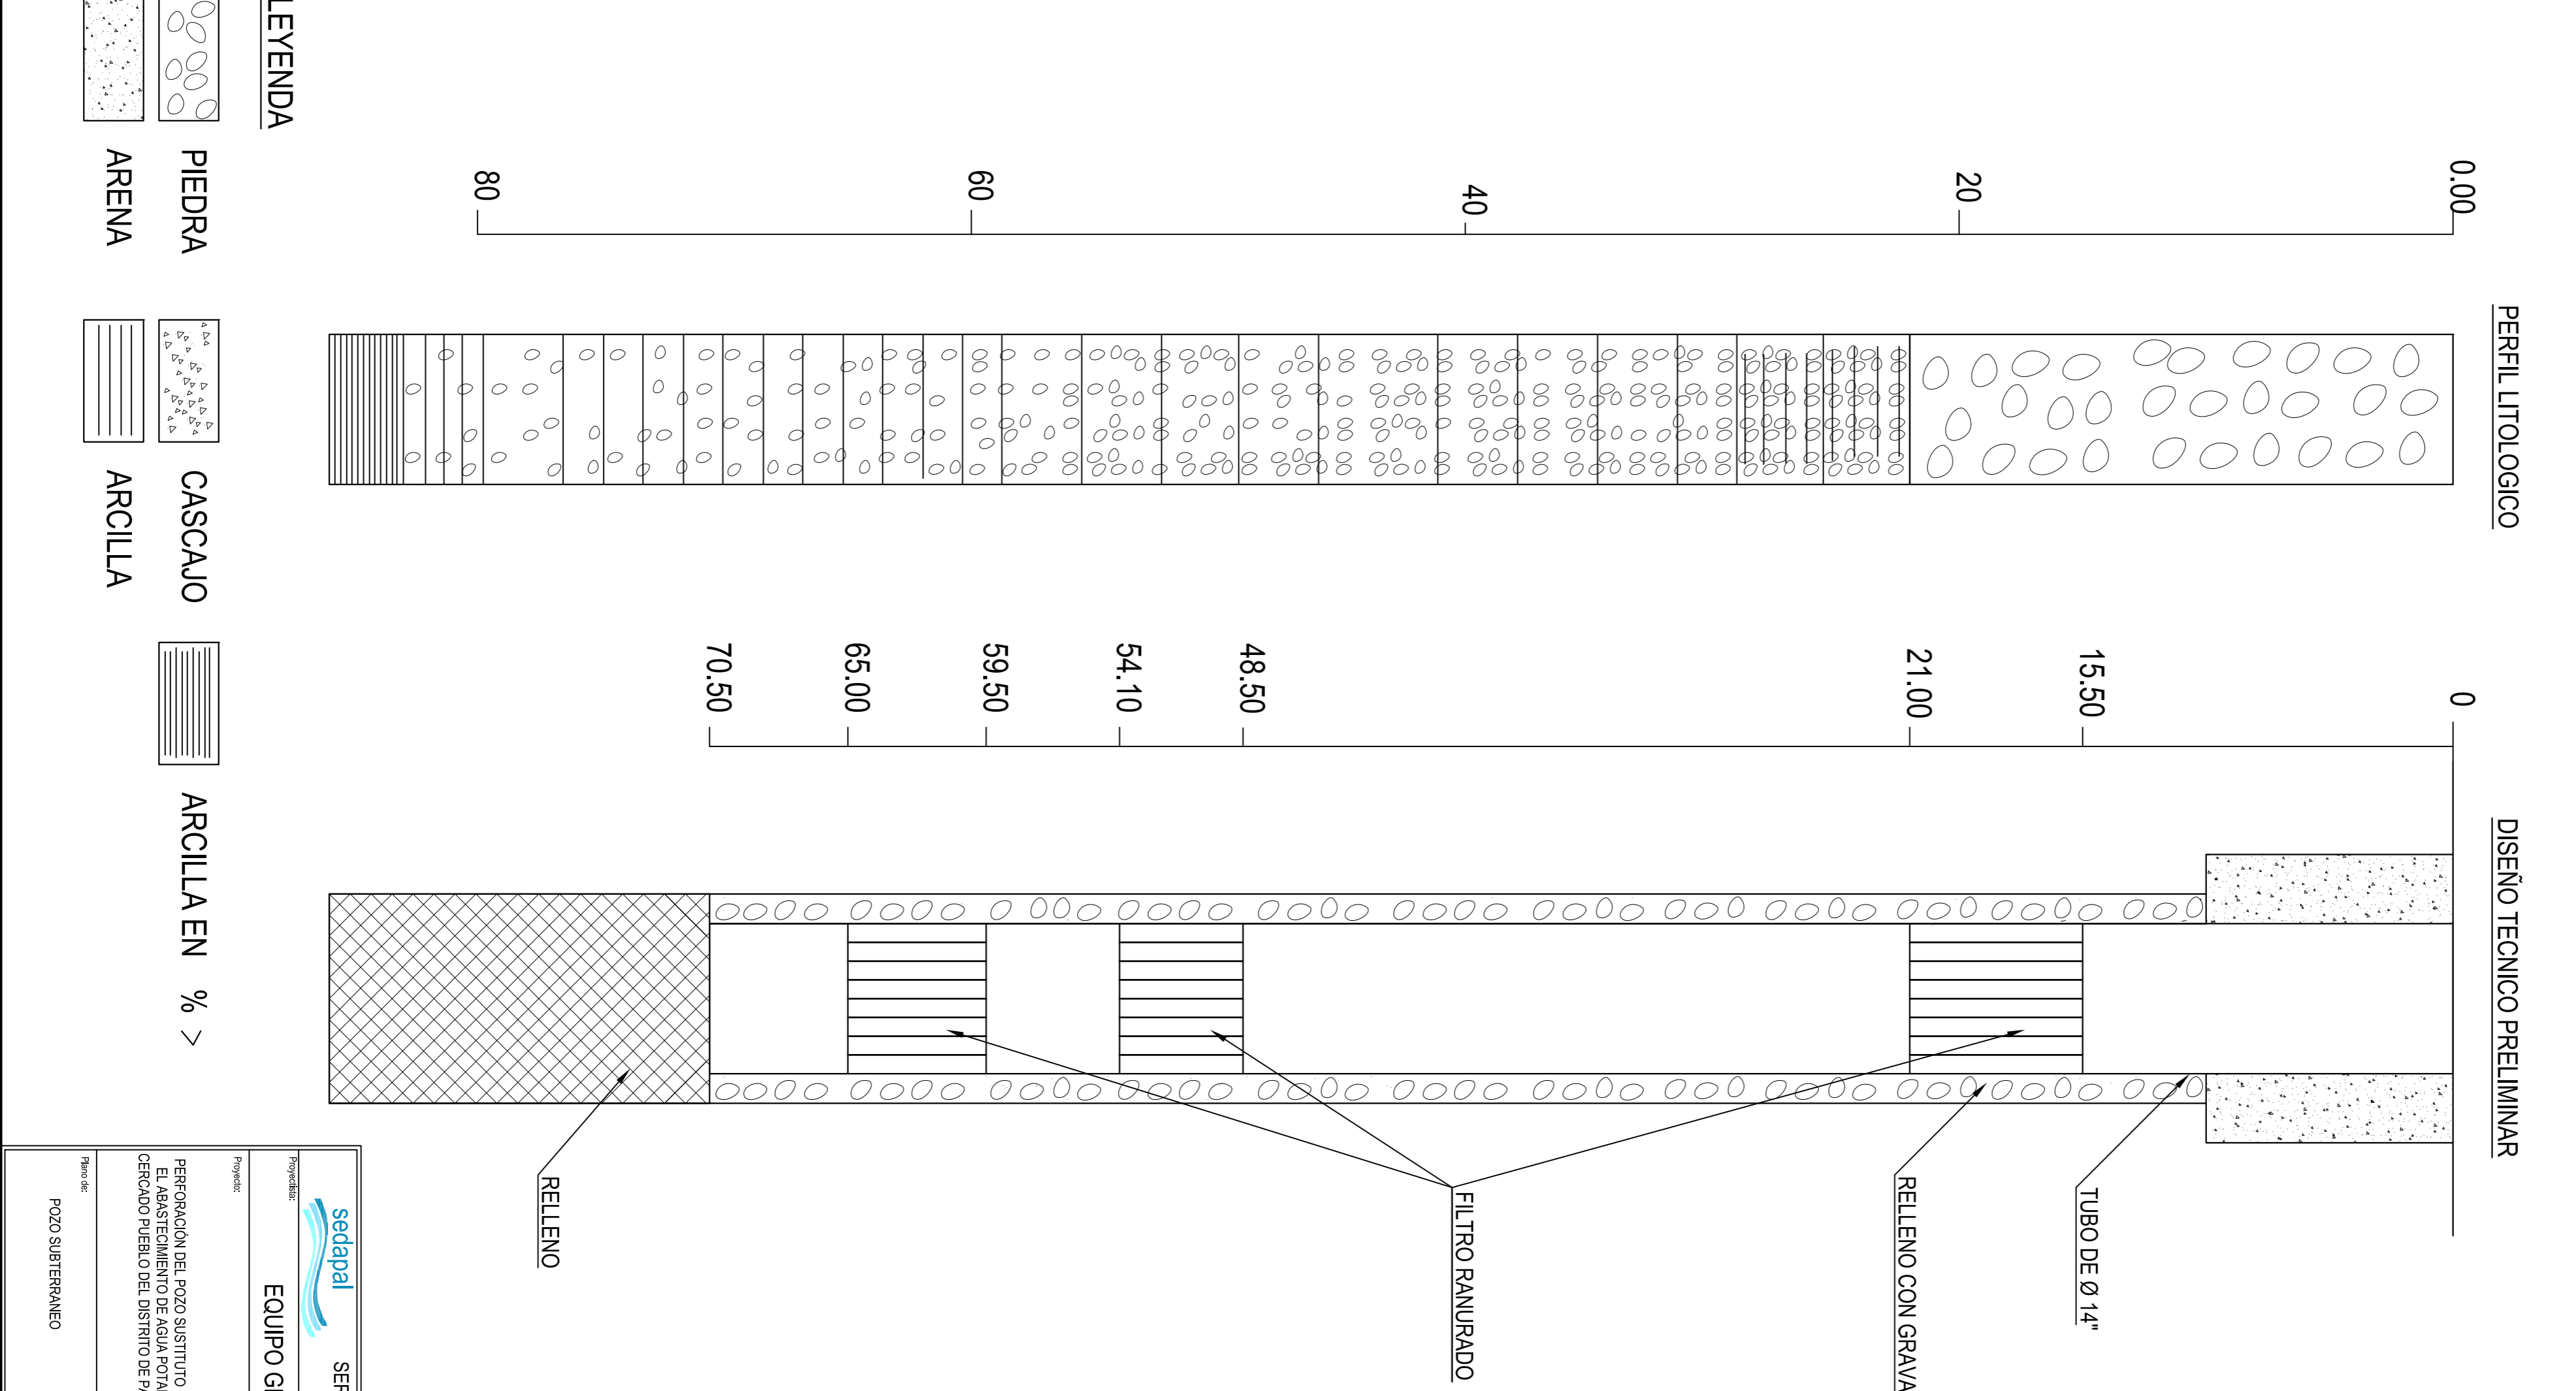 PERFIL LITOLOGICO
DISEÑO TECNICO PRELIMINAR
0.00
20
40
60
80
0
15.50
21.00
48.50
54.10
59.50
65.00
70.50
TUBO DE Ø 14"
RELLENO CON GRAVA
FILTRO RANURADO
RELLENO
LEYENDA
PIEDRA
CASCAJO
ARCILLA EN % >
ARENA
ARCILLA
sedapal
Proyectista:
Proyecto:
PERFORACIÓN DEL POZO SUSTITUTO
EL ABASTECIMIENTO DE AGUA
CERCADO PUEBLO DEL DISTRITO DE
Plano de:
POZO SUBTERRANEO
EQUIPO